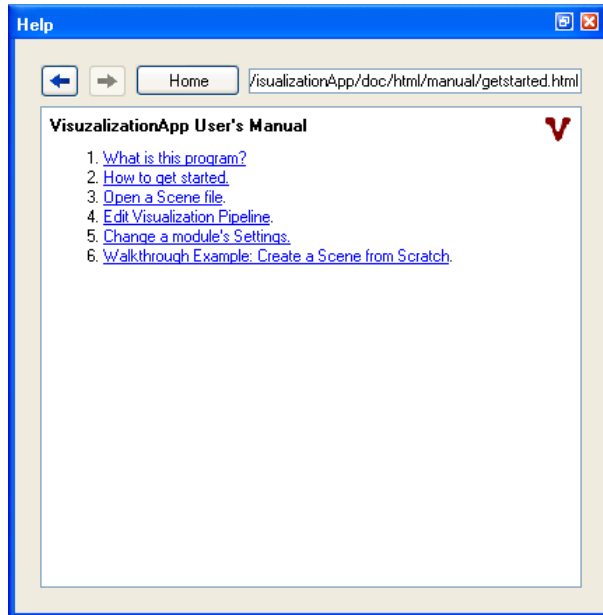 Help
Home
/isualizationApp/doc/html/manual/getstarted.html
VisuzalizationApp User's Manual
V
1. What is this program?
2. How to get started.
3. Open a Scene file.
4. Edit Visualization Pipeline.
5. Change a module's Settings.
6. Walkthrough Example: Create a Scene from Scratch.